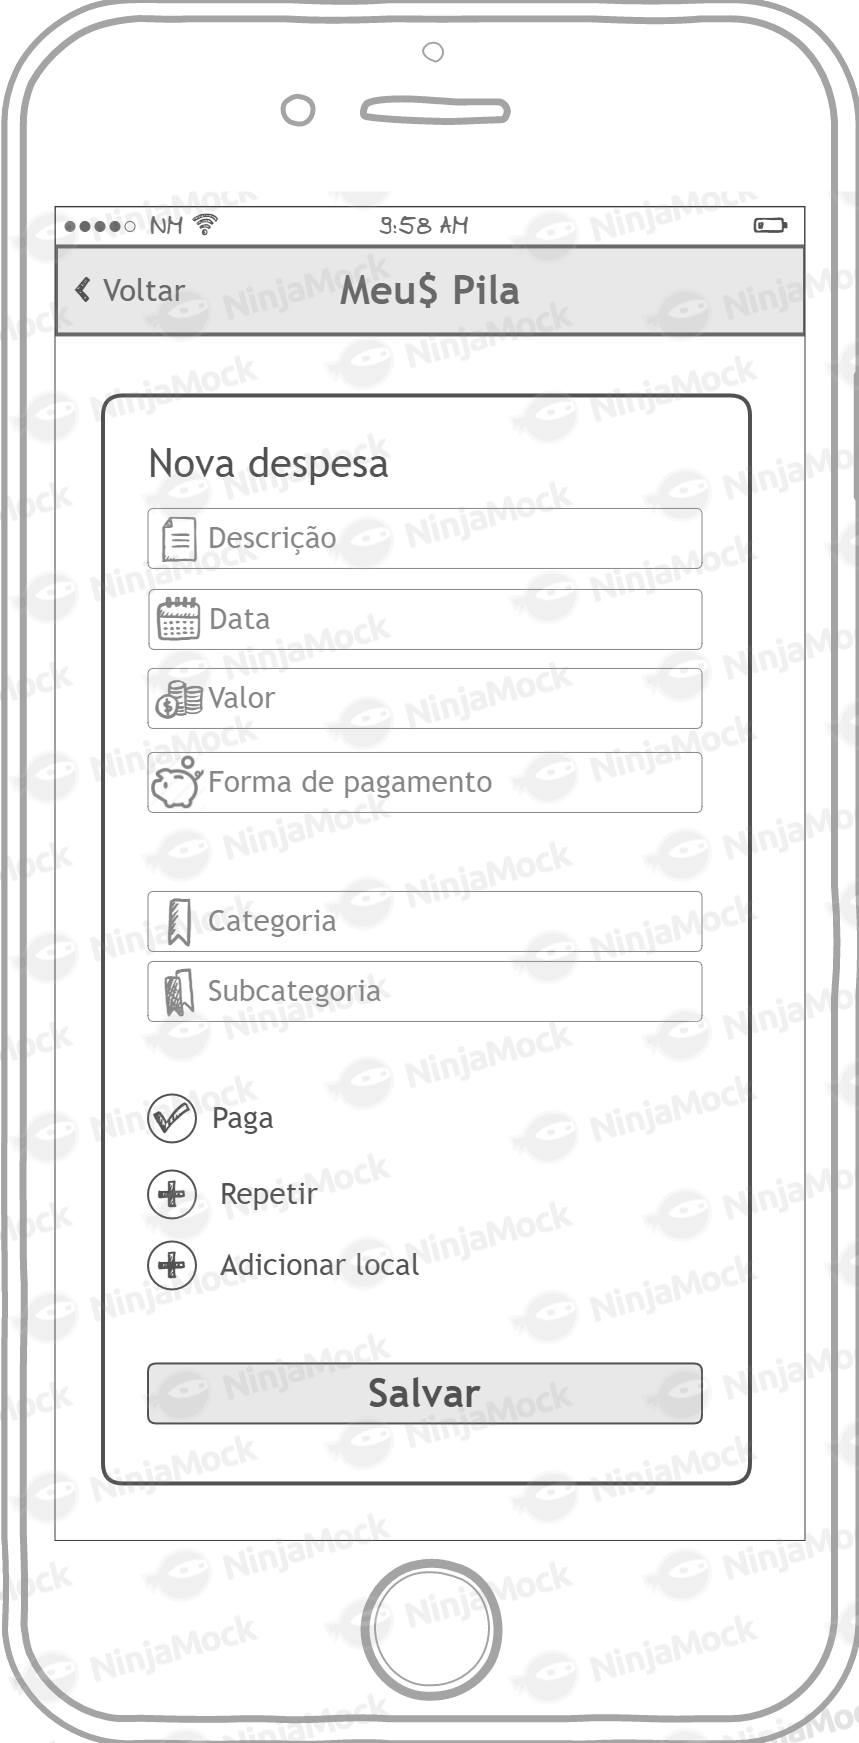 NM 9:58 AM
Voltar Meu$ Pila
Nova despesa
Descrição
Data
Valor
Forma de pagamento
Categoria
Subcategoria
Paga
Repetir
Adicionar local
Salvar
NinjaMock